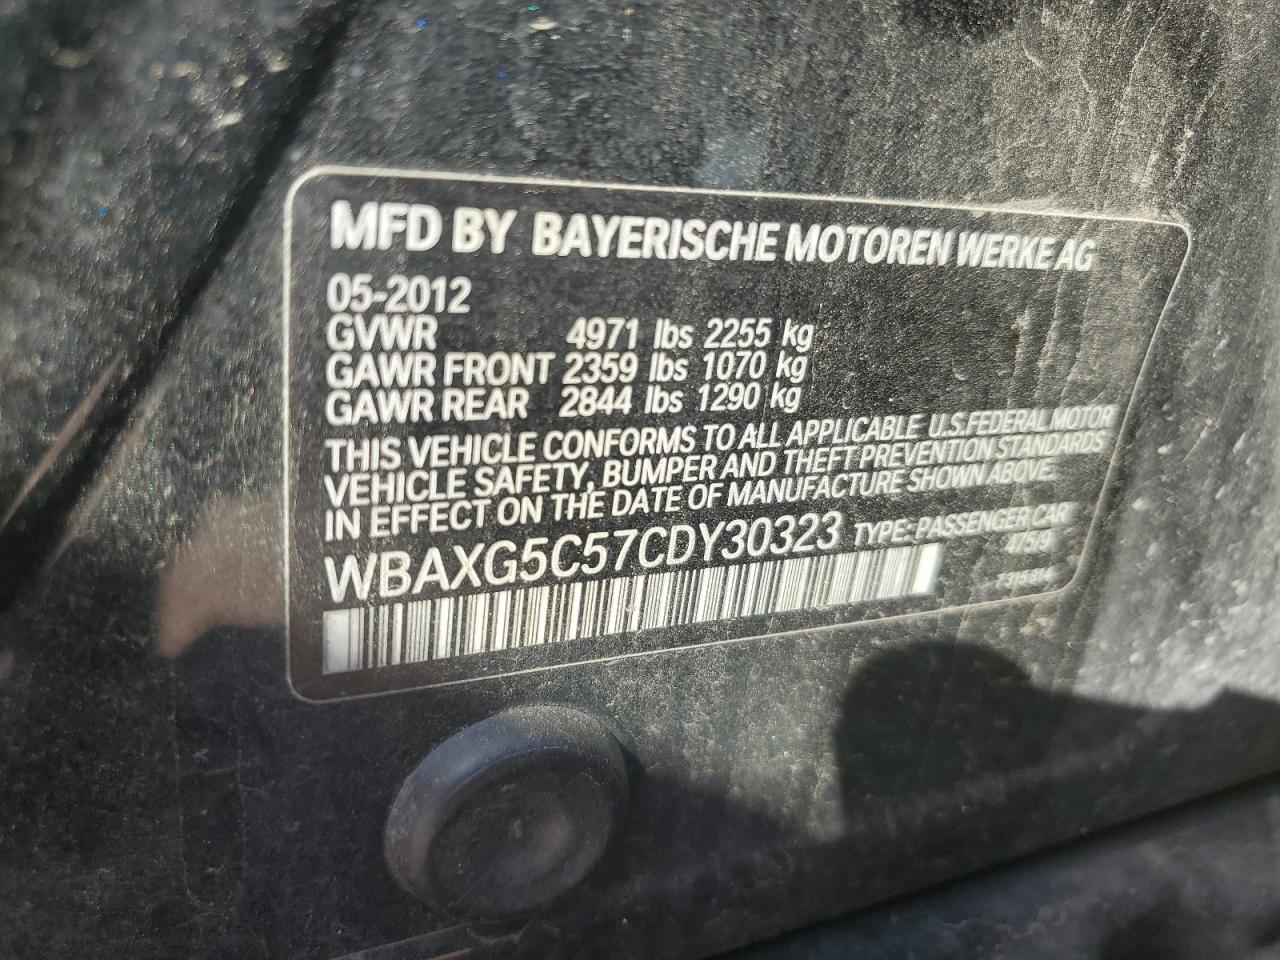 MFD BY BAYERISCHE MOTOREN WERKE AG
05-2012
GVWR 4971 lbs 2255 kg
GAWR FRONT 2359 lbs 1070 kg
GAWR REAR 2844 lbs 1290 kg
THIS VEHICLE CONFORMS TO ALL APPLICABLE U.S.FEDERAL MOTOR
VEHICLE SAFETY, BUMPER AND THEFT PREVENTION STANDARDS
IN EFFECT ON THE DATE OF MANUFACTURE SHOWN ABOVE.
WBAXG5C57CDY30323 TYPE: PASSENGER CAR